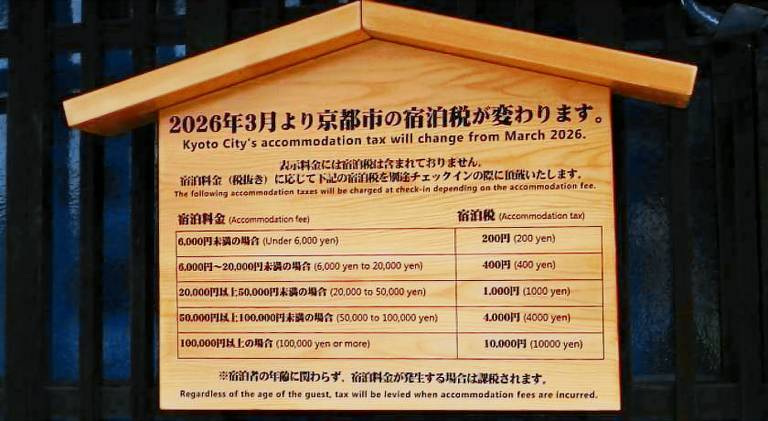 2026年3月より京都市の宿泊税が変わります。
Kyoto City's accommodation tax will change from March 2026.
表示料金には宿泊税は含まれておりません。
宿泊料金（税抜き）に応じて下記の宿泊税を別途チェックインの際に頂戴いたします。
The following accommodation taxes will be charged at check-in depending on the accommodation fee.
宿泊料金 (Accommodation fee) 宿泊税 (Accommodation tax)
6,000円未満の場合 (Under 6,000 yen) 200円 (200 yen)
6,000円～20,000円未満の場合 (6,000 yen to 20,000 yen) 400円 (400 yen)
20,000円以上50,000円未満の場合 (20,000 to 50,000 yen) 1,000円 (1000 yen)
50,000円以上100,000円未満の場合 (50,000 to 100,000 yen) 4,000円 (4000 yen)
100,000円以上の場合 (100,000 yen or more) 10,000円 (10000 yen)
※宿泊者の年齢に関わらず、宿泊料金が発生する場合は課税されます。
Regardless of the age of the guest, tax will be levied when accommodation fees are incurred.